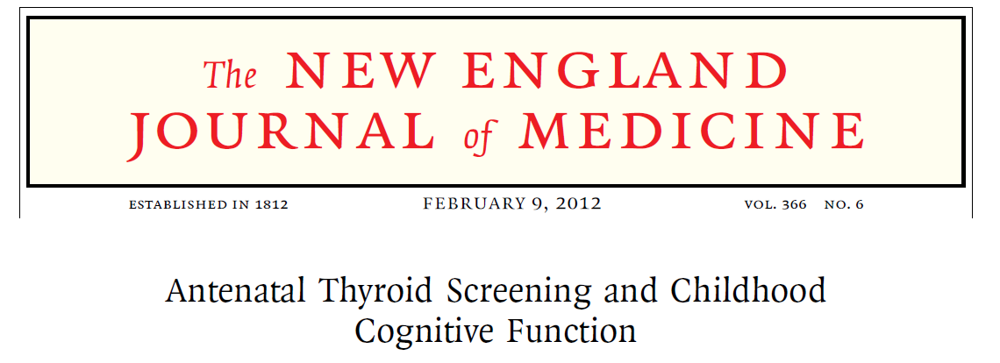 The NEW ENGLAND
JOURNAL of MEDICINE
ESTABLISHED IN 1812 FEBRUARY 9, 2012 VOL. 366 NO. 6
Antenatal Thyroid Screening and Childhood
Cognitive Function